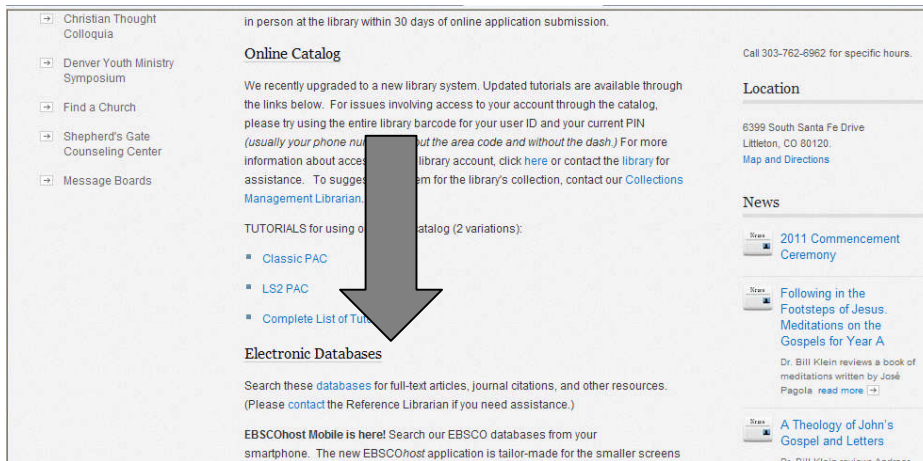 Christian Thought
Colloquia
Denver Youth Ministry
Symposium
Find a Church
Shepherd's Gate
Counseling Center
Message Boards
in person at the library within 30 days of online application submission.
Online Catalog
We recently upgraded to a new library system. Updated tutorials are available through
the links below. For issues involving access to your account through the catalog,
please try using the entire library barcode for your user ID and your current PIN
(usually your phone out the area code and without the dash.) For more
information about library account, click here or contact the library for
assistance. To for the library's collection, contact our Collections
Management Librarian.
TUTORIALS for using (2 variations):
Classic PAC
LS2 PAC
Complete List of
Electronic Databases
Search these databases for full-text articles, journal citations, and other resources.
(Please contact the Reference Librarian if you need assistance.)
EBSCOhost Mobile is here! Search our EBSCO databases from your
smartphone. The new EBSCOhost application is tailor-made for the smaller screens
Call 303-762-6962 for specific hours.
Location
6399 South Santa Fe Drive
Littleton, CO 80120.
Map and Directions
News
News
2011 Commencement
Ceremony
News
Following in the
Footsteps of Jesus.
Meditations on the
Gospels for Year A
Dr. Bill Klein reviews a book of
meditations written by José
Pagola read more
News
A Theology of John's
Gospel and Letters